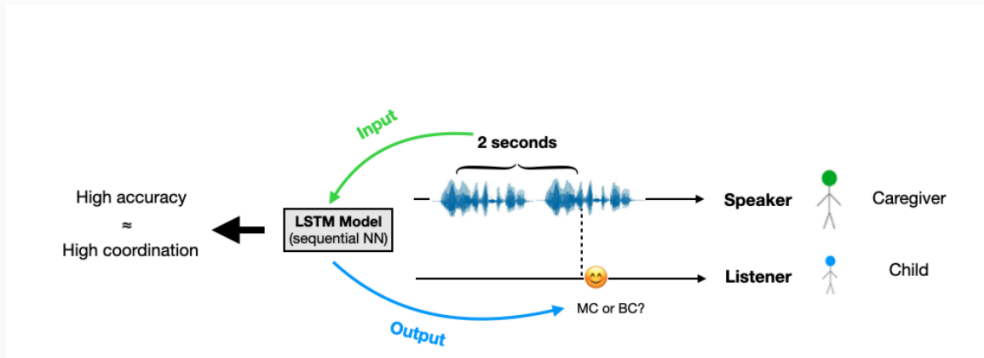 Input
2 seconds
High accuracy
≈
High coordination
LSTM Model
(sequential NN)
Speaker
Caregiver
Listener
Child
MC or BC?
Output